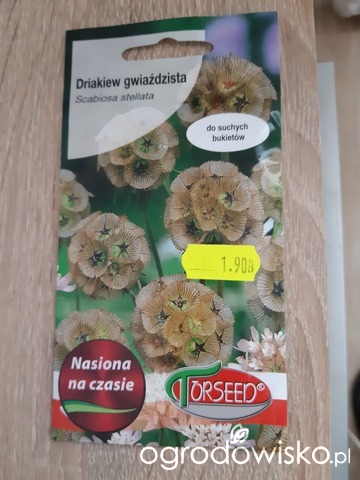 Driakiew gwiaździsta
Scabiosa stellata
do suchych
bukietów
1.90zł
Nasiona
na czasie
TORSEED®
ogrodowisko.pl